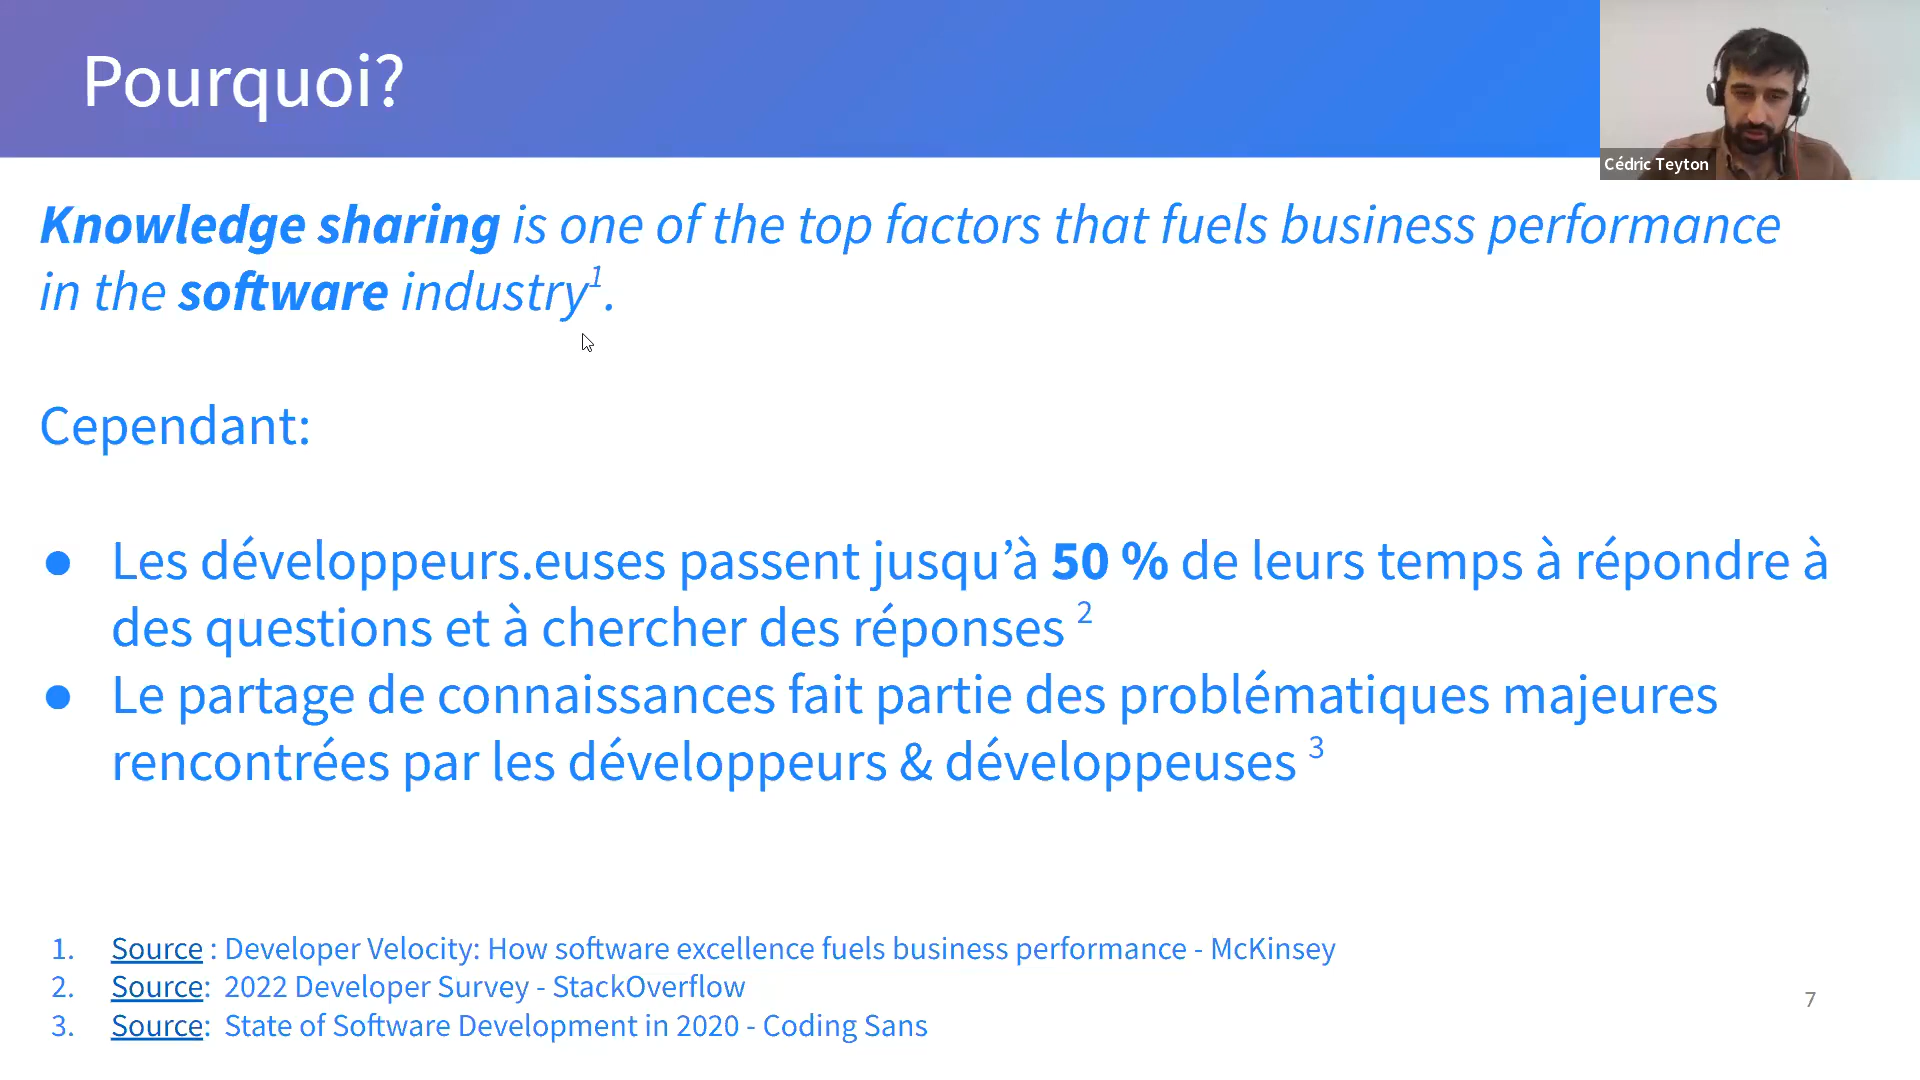 Pourquoi?
Cédric Teyton
Knowledge sharing is one of the top factors that fuels business performance
in the software industry¹.
Cependant:
● Les développeurs.euses passent jusqu’à 50 % de leurs temps à répondre à
des questions et à chercher des réponses ²
● Le partage de connaissances fait partie des problématiques majeures
rencontrées par les développeurs & développeuses ³
1. Source : Developer Velocity: How software excellence fuels business performance - McKinsey
2. Source: 2022 Developer Survey - StackOverflow
3. Source: State of Software Development in 2020 - Coding Sans
7